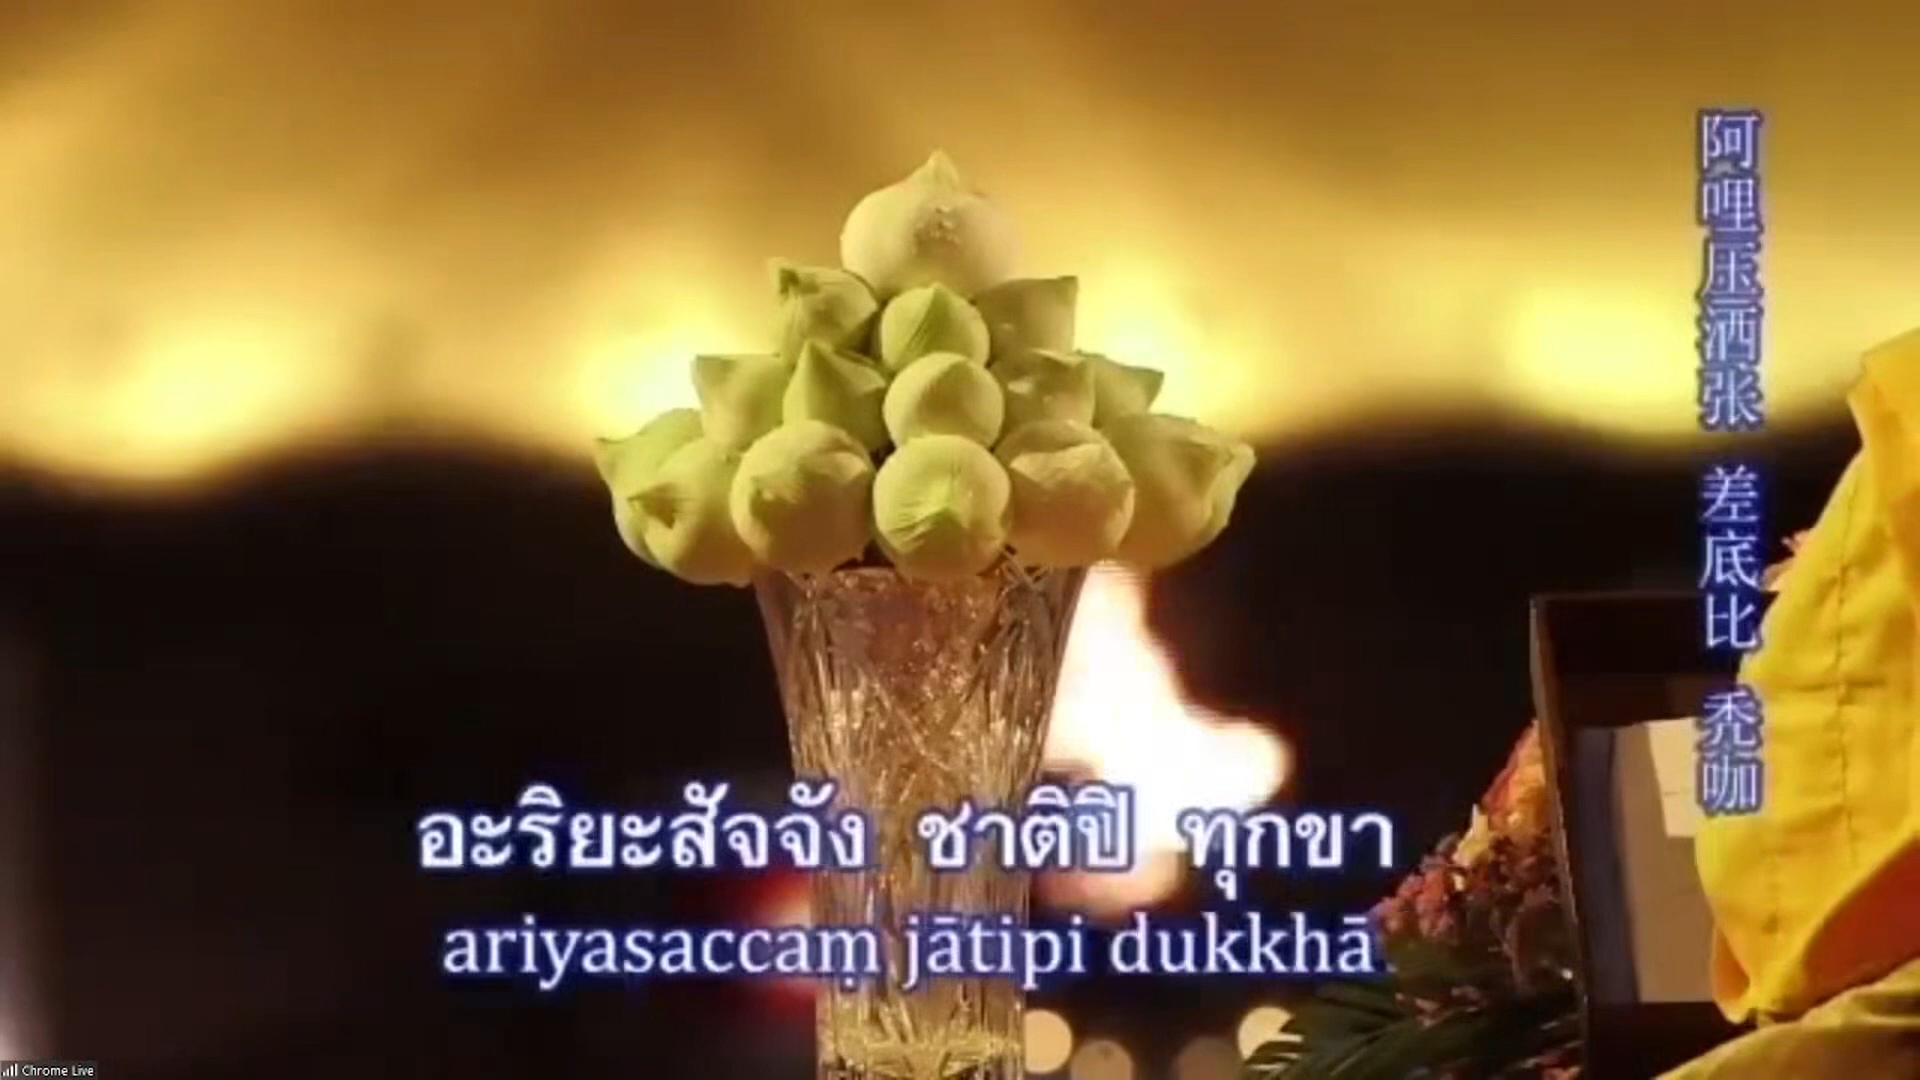 阿哩压洒张 差底比 秃咖
อะริยะสัจจัง ชาติปิ ทุกขา
ariyasaccaṃ jātipi dukkhā
Chrome Live